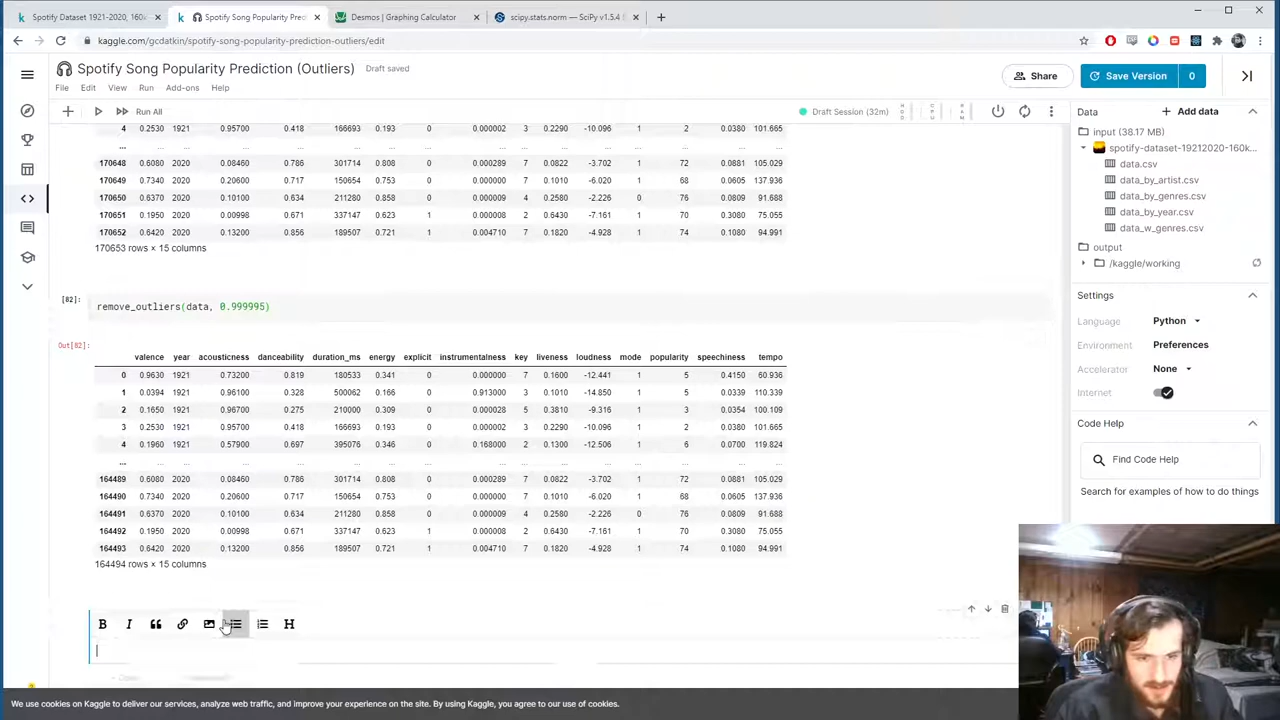 Spotify Dataset 1921-2020, 160k
Spotify Song Popularity Pred
Desmos | Graphing Calculator
scipy.stats.norm — SciPy v1.5.4
kaggle.com/gcdatkin/spotify-song-popularity-prediction-outliers/edit
Spotify Song Popularity Prediction (Outliers) Draft saved
Share
Save Version 0
File Edit View Run Add-ons Help
Run All
Draft Session (32m)
4 0.2530 1921 0.95700 0.418 166693 0.193 0 0.000002 3 0.2290 -10.096 1 2 0.0380 101.665
... ... ... ... ... ... ... ... ... ... ... ... ... ... ... ...
170648 0.6080 2020 0.08460 0.786 301714 0.808 0 0.000289 7 0.0822 -3.702 1 72 0.0881 105.029
170649 0.7340 2020 0.20600 0.717 150654 0.753 0 0.000000 7 0.1010 -6.020 1 68 0.0605 137.936
170650 0.6370 2020 0.10100 0.634 211280 0.858 0 0.000009 4 0.2580 -2.226 0 76 0.0809 91.688
170651 0.1950 2020 0.00998 0.671 337147 0.623 1 0.000008 2 0.6430 -7.161 1 70 0.3080 75.055
170652 0.6420 2020 0.13200 0.856 189507 0.721 1 0.004710 7 0.1820 -4.928 1 74 0.1080 94.991
170653 rows × 15 columns
[82]:
remove_outliers(data, 0.999995)
Out[82]:
valence year acousticness danceability duration_ms energy explicit instrumentalness key liveness loudness mode popularity speechiness tempo
0 0.9630 1921 0.73200 0.819 180533 0.341 0 0.000000 7 0.1600 -12.441 1 5 0.4150 60.936
1 0.0394 1921 0.96100 0.328 500062 0.166 0 0.913000 3 0.1010 -14.850 1 5 0.0339 110.339
2 0.1650 1921 0.96700 0.275 210000 0.309 0 0.000028 5 0.3810 -9.316 1 3 0.0354 100.109
3 0.2530 1921 0.95700 0.418 166693 0.193 0 0.000002 3 0.2290 -10.096 1 2 0.0380 101.665
4 0.1960 1921 0.57900 0.697 395076 0.346 0 0.168000 2 0.1300 -12.506 1 6 0.0700 119.824
... ... ... ... ... ... ... ... ... ... ... ... ... ... ... ...
164489 0.6080 2020 0.08460 0.786 301714 0.808 0 0.000289 7 0.0822 -3.702 1 72 0.0881 105.029
164490 0.7340 2020 0.20600 0.717 150654 0.753 0 0.000000 7 0.1010 -6.020 1 68 0.0605 137.936
164491 0.6370 2020 0.10100 0.634 211280 0.858 0 0.000009 4 0.2580 -2.226 0 76 0.0809 91.688
164492 0.1950 2020 0.00998 0.671 337147 0.623 1 0.000008 2 0.6430 -7.161 1 70 0.3080 75.055
164493 0.6420 2020 0.13200 0.856 189507 0.721 1 0.004710 7 0.1820 -4.928 1 74 0.1080 94.991
164494 rows × 15 columns
B I H
Data
Add data
input (38.17 MB)
spotify-dataset-19212020-160k...
data.csv
data_by_artist.csv
data_by_genres.csv
data_by_year.csv
data_w_genres.csv
output
/kaggle/working
Settings
Language Python
Environment Preferences
Accelerator None
Internet
Code Help
Find Code Help
Search for examples of how to do things
We use cookies on Kaggle to deliver our services, analyze web traffic, and improve your experience on the site. By using Kaggle, you agree to our use of cookies.